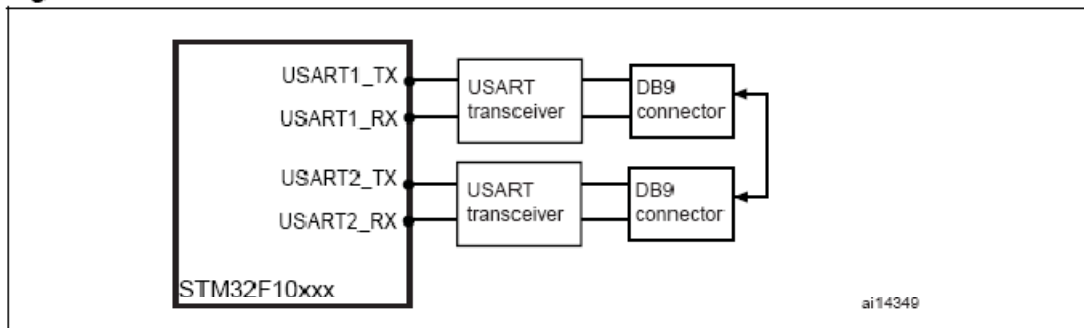 USART1_TX
USART1_RX
USART
transceiver
DB9
connector
USART2_TX
USART2_RX
USART
transceiver
DB9
connector
STM32F10xxx
ai14349